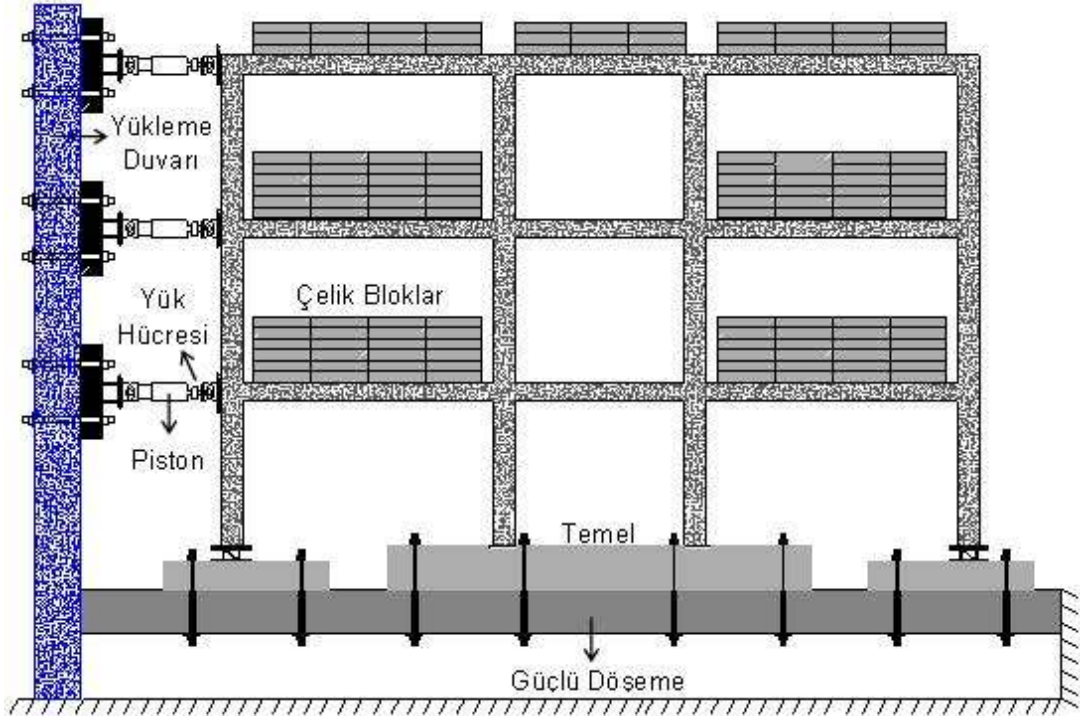 Yükleme
Duvarı
Yük
Hücresi
Çelik Bloklar
Piston
Temel
Güçlü Döşeme